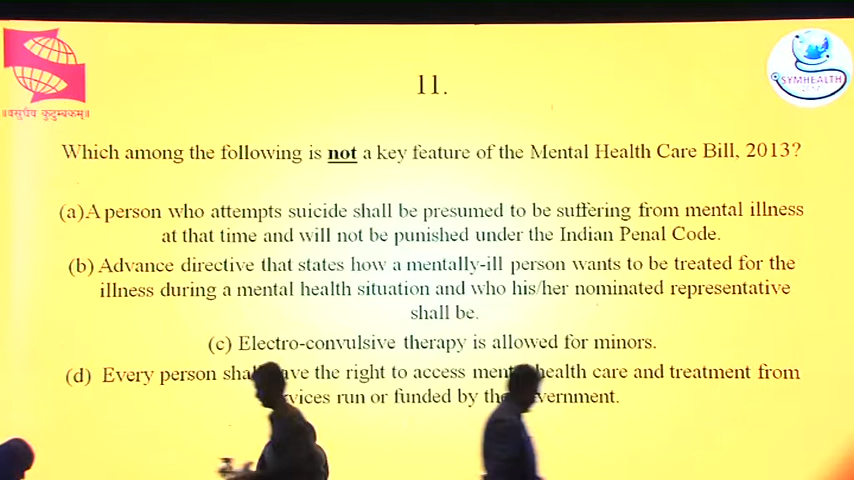 ॥वसुधैव कुटुम्बकम्॥
SYMHEALTH
11.
Which among the following is not a key feature of the Mental Health Care Bill, 2013?
(a)A person who attempts suicide shall be presumed to be suffering from mental illness
at that time and will not be punished under the Indian Penal Code.
(b) Advance directive that states how a mentally-ill person wants to be treated for the
illness during a mental health situation and who his/her nominated representative
shall be.
(c) Electro-convulsive therapy is allowed for minors.
(d) Every person shall have the right to access mental health care and treatment from
vices run or funded by the vernment.